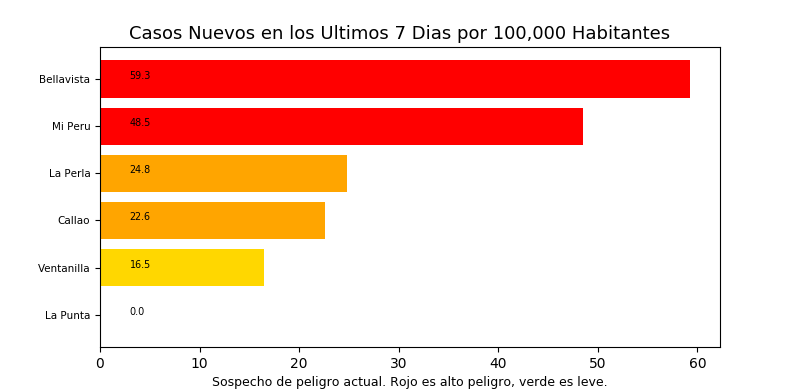 Casos Nuevos en los Ultimos 7 Dias por 100,000 Habitantes
Bellavista 59.3
Mi Peru 48.5
La Perla 24.8
Callao 22.6
Ventanilla 16.5
La Punta 0.0
0 10 20 30 40 50 60
Sospecho de peligro actual. Rojo es alto peligro, verde es leve.